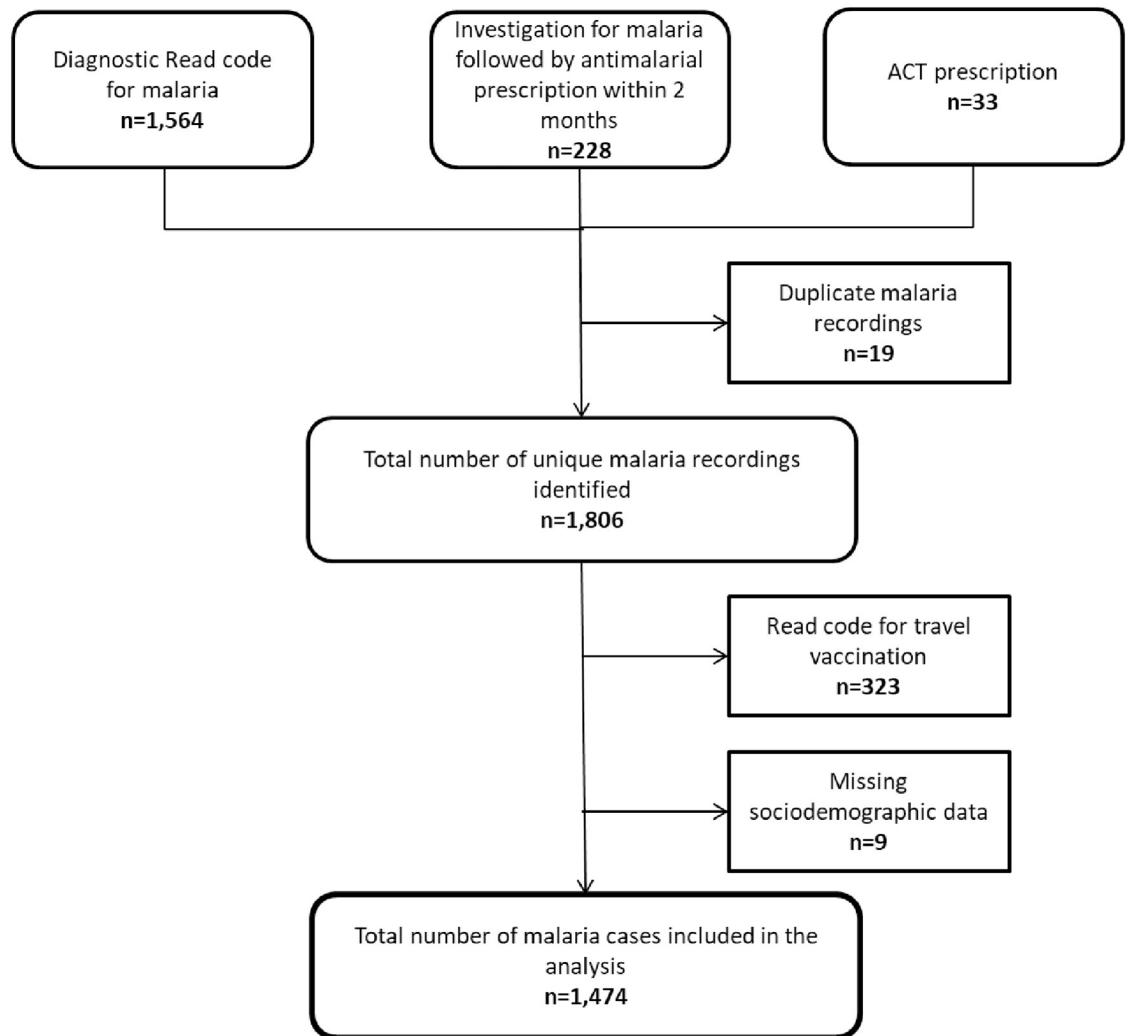 Diagnostic Read code
for malaria
n=1,564
Investigation for malaria
followed by antimalarial
prescription within 2
months
n=228
ACT prescription
n=33
Duplicate malaria
recordings
n=19
Total number of unique malaria recordings
identified
n=1,806
Read code for travel
vaccination
n=323
Missing
sociodemographic data
n=9
Total number of malaria cases included in the
analysis
n=1,474